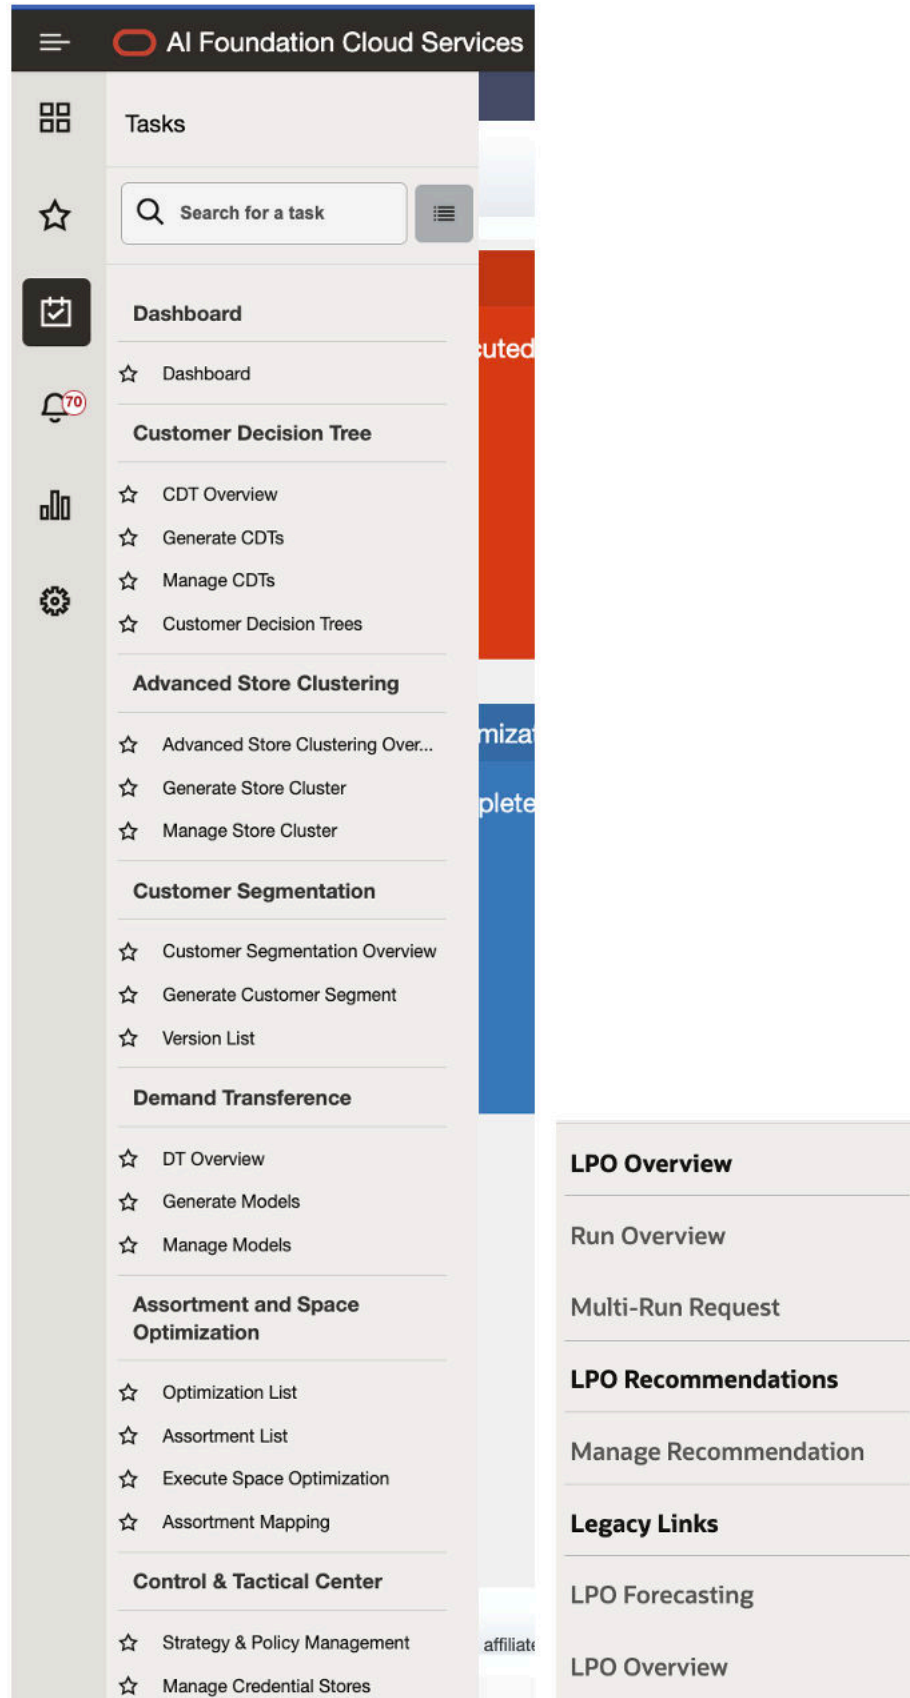 AI Foundation Cloud Services
Tasks
Search for a task
Dashboard
cuted
Dashboard
70
Customer Decision Tree
CDT Overview
Generate CDTs
Manage CDTs
Customer Decision Trees
Advanced Store Clustering
Advanced Store Clustering Over...
mizat
Generate Store Cluster
plete
Manage Store Cluster
Customer Segmentation
Customer Segmentation Overview
Generate Customer Segment
Version List
Demand Transference
DT Overview
Generate Models
Manage Models
Assortment and Space
Optimization
Optimization List
Assortment List
Execute Space Optimization
Assortment Mapping
Control & Tactical Center
Strategy & Policy Management
affiliate
Manage Credential Stores
LPO Overview
Run Overview
Multi-Run Request
LPO Recommendations
Manage Recommendation
Legacy Links
LPO Forecasting
LPO Overview